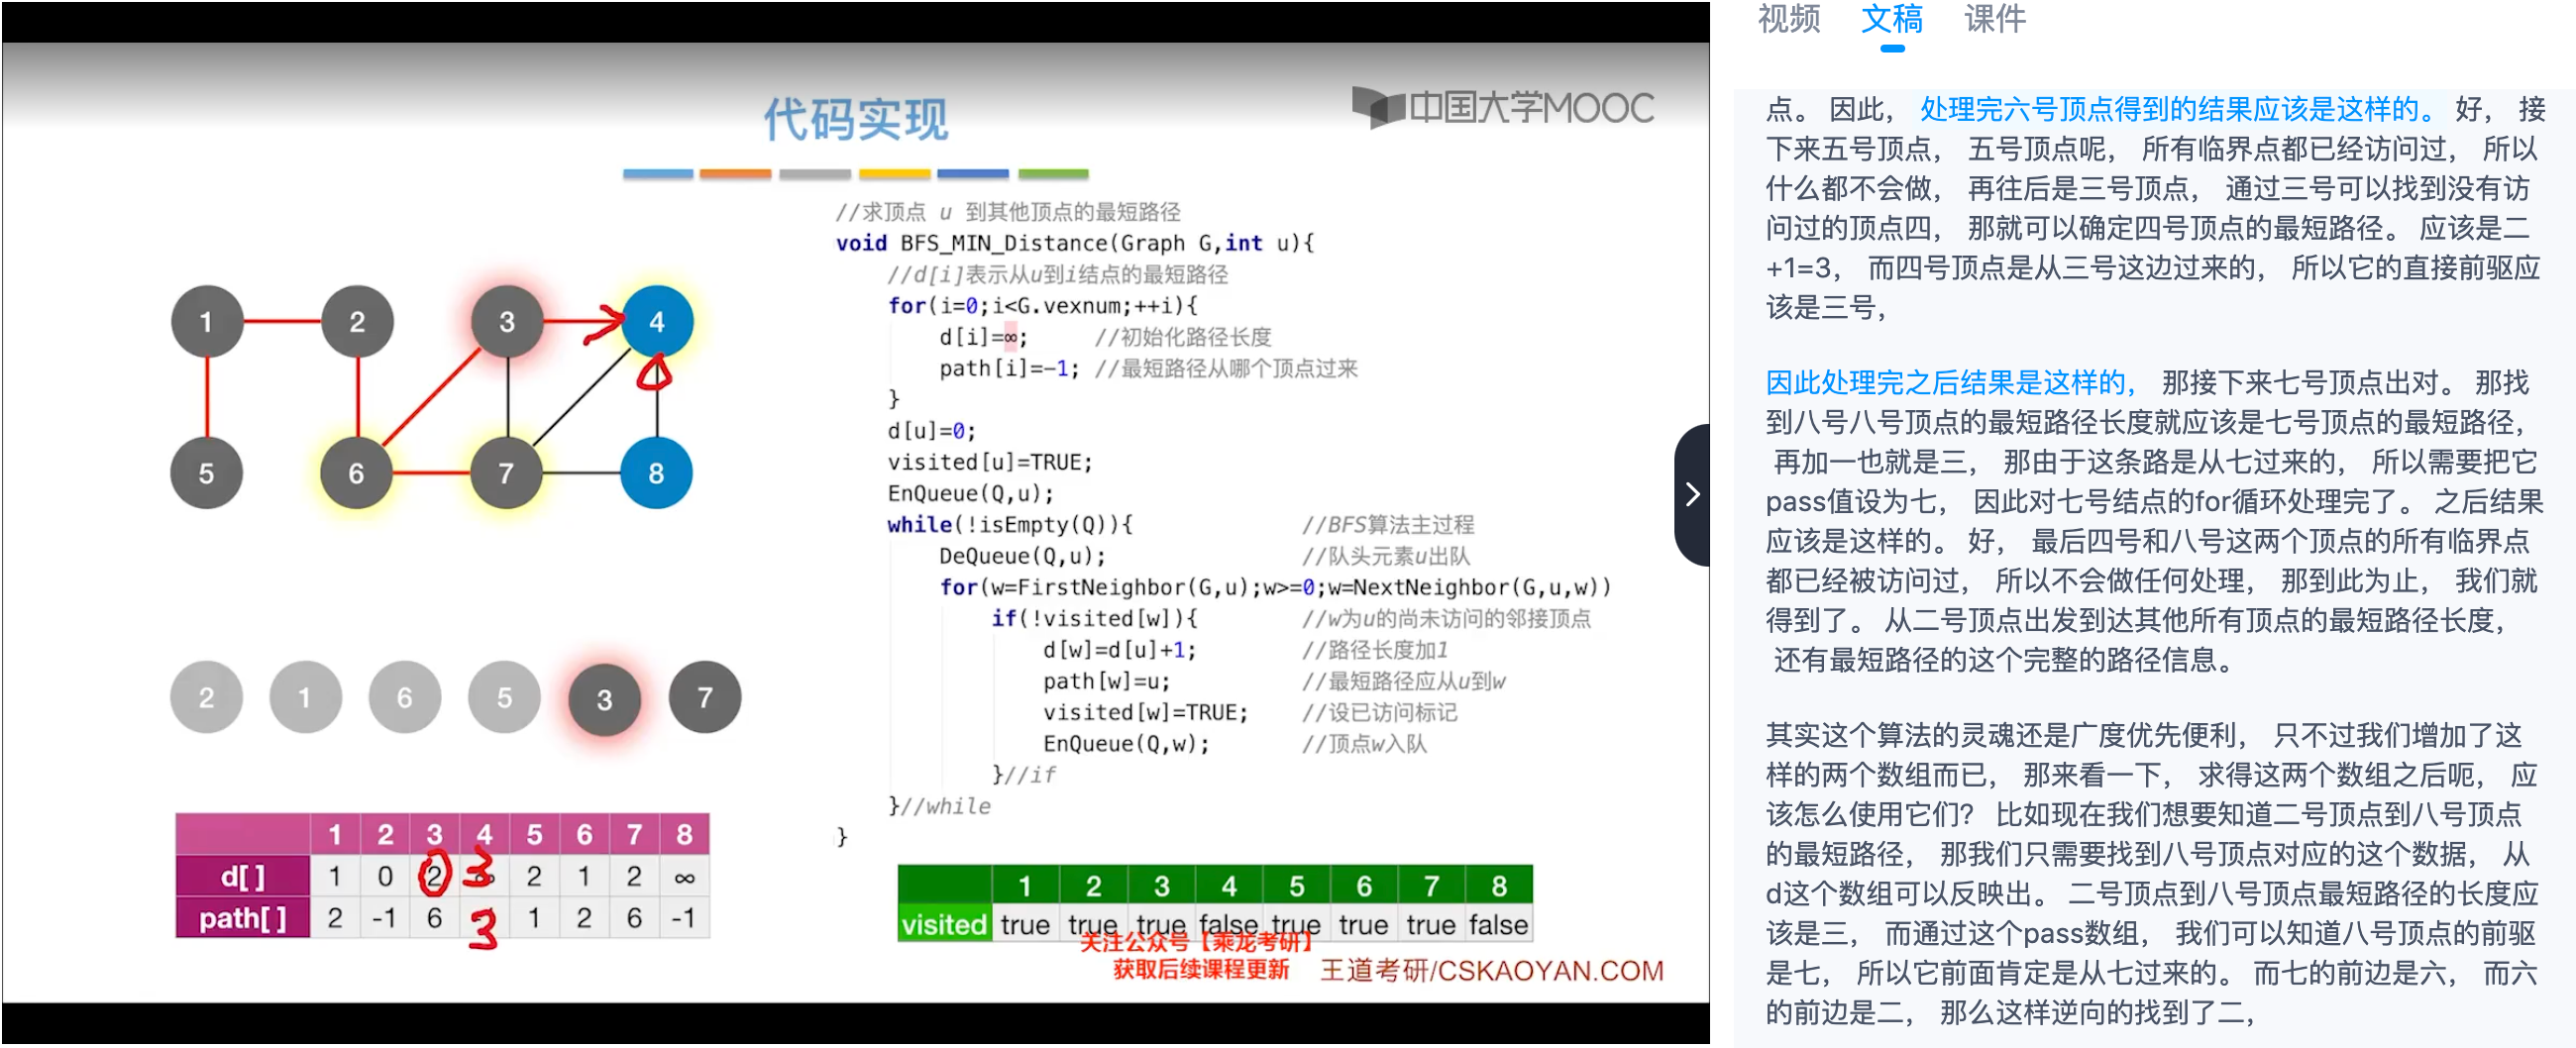 代码实现
中国大学MOOC
//求顶点 u 到其他顶点的最短路径
void BFS_MIN_Distance(Graph G,int u){
//d[i]表示从u到i结点的最短路径
for(i=0;i<G.vexnum;++i){
d[i]=∞; //初始化路径长度
path[i]=-1; //最短路径从哪个顶点过来
}
d[u]=0;
visited[u]=TRUE;
EnQueue(Q,u);
while(!isEmpty(Q)){ //BFS算法主过程
DeQueue(Q,u); //队头元素u出队
for(w=FirstNeighbor(G,u);w>=0;w=NextNeighbor(G,u,w))
if(!visited[w]){ //w为u的尚未访问的邻接顶点
d[w]=d[u]+1; //路径长度加1
path[w]=u; //最短路径应从u到w
visited[w]=TRUE; //设已访问标记
EnQueue(Q,w); //顶点w入队
}//if
}//while
}
1 2 3 4
5 6 7 8
2 1 6 5 3 7
1 2 3 4 5 6 7 8
d[ ] 1 0 2 3 2 1 2 ∞
path[ ] 2 -1 6 3 1 2 6 -1
1 2 3 4 5 6 7 8
visited true true true false true true true false
关注公众号【乘龙考研】
获取后续课程更新
王道考研/CSKAOYAN.COM
视频 文稿 课件
点。 因此， 处理完六号顶点得到的结果应该是这样的。 好， 接
下来五号顶点， 五号顶点呢， 所有临界点都已经访问过， 所以
什么都不会做， 再往后是三号顶点， 通过三号可以找到没有访
问过的顶点四， 那就可以确定四号顶点的最短路径。 应该是二
+1=3， 而四号顶点是从三号这边过来的， 所以它的直接前驱应
该是三号，
因此处理完之后结果是这样的， 那接下来七号顶点出对。 那找
到八号八号顶点的最短路径长度就应该是七号顶点的最短路径，
再加一也就是三， 那由于这条路是从七过来的， 所以需要把它
pass值设为七， 因此对七号结点的for循环处理完了。 之后结果
应该是这样的。 好， 最后四号和八号这两个顶点的所有临界点
都已经被访问过， 所以不会做任何处理， 那到此为止， 我们就
得到了。 从二号顶点出发到达其他所有顶点的最短路径长度，
还有最短路径的这个完整的路径信息。
其实这个算法的灵魂还是广度优先便利， 只不过我们增加了这
样的两个数组而已， 那来看一下， 求得这两个数组之后呃， 应
该怎么使用它们？ 比如现在我们想要知道二号顶点到八号顶点
的最短路径， 那我们只需要找到八号顶点对应的这个数据， 从
d这个数组可以反映出。 二号顶点到八号顶点最短路径的长度应
该是三， 而通过这个pass数组， 我们可以知道八号顶点的前驱
是七， 所以它前面肯定是从七过来的。 而七的前边是六， 而六
的前边是二， 那么这样逆向的找到了二，